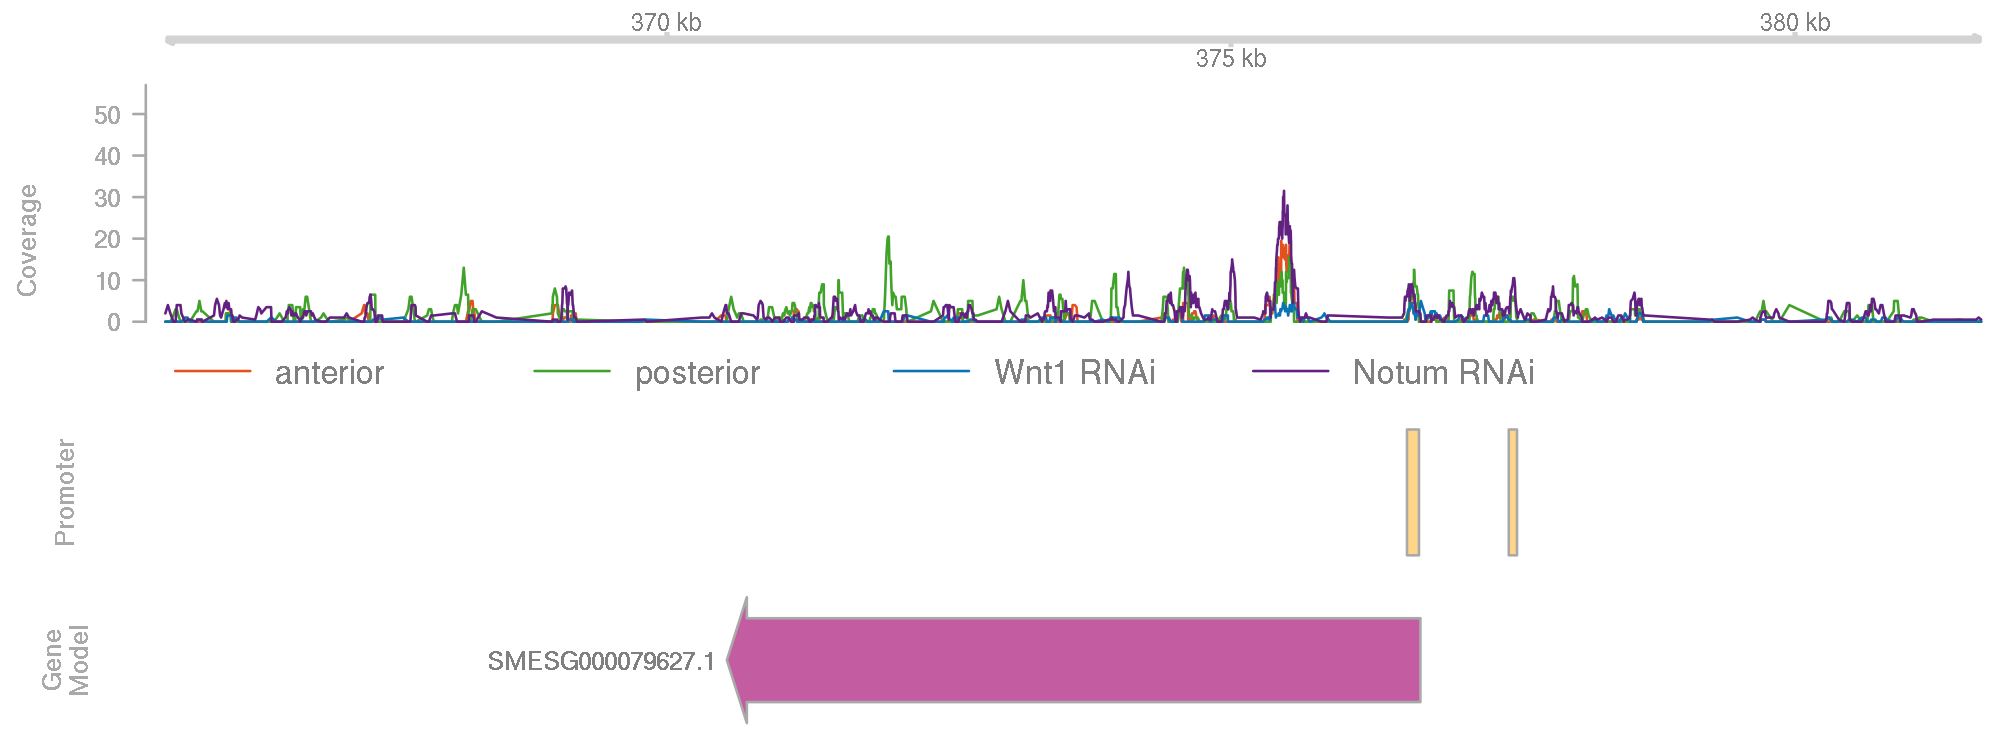 370 kb
380 kb
375 kb
Coverage
50
40
30
20
10
0
anterior posterior Wnt1 RNAi Notum RNAi
Promoter
Gene
Model
SMESG000079627.1